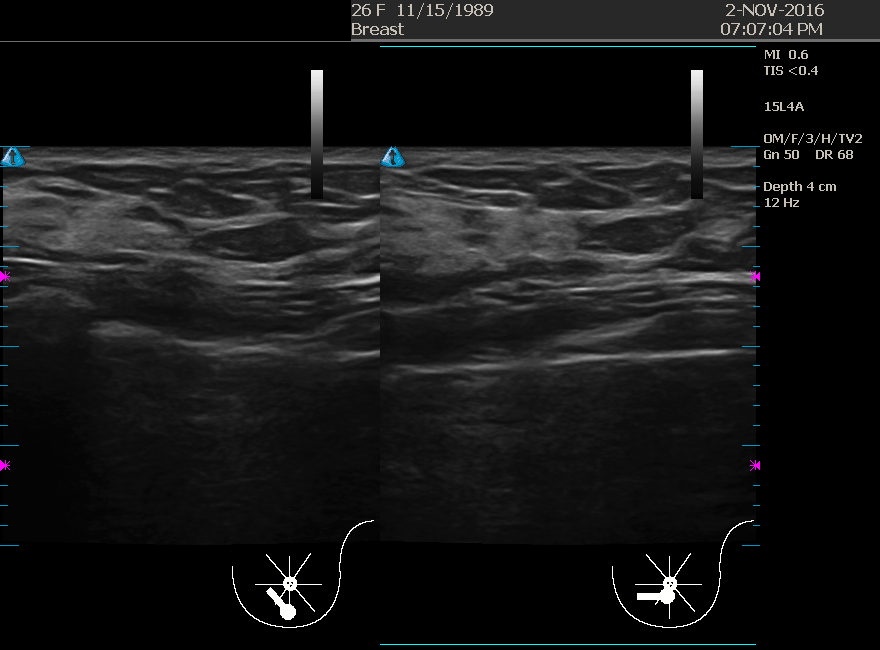 26 F 11/15/1989 2-NOV-2016
Breast 07:07:04 PM
MI 0.6
TIS <0.4
15L4A
OM/F/3/H/TV2
Gn 50 DR 68
Depth 4 cm
12 Hz